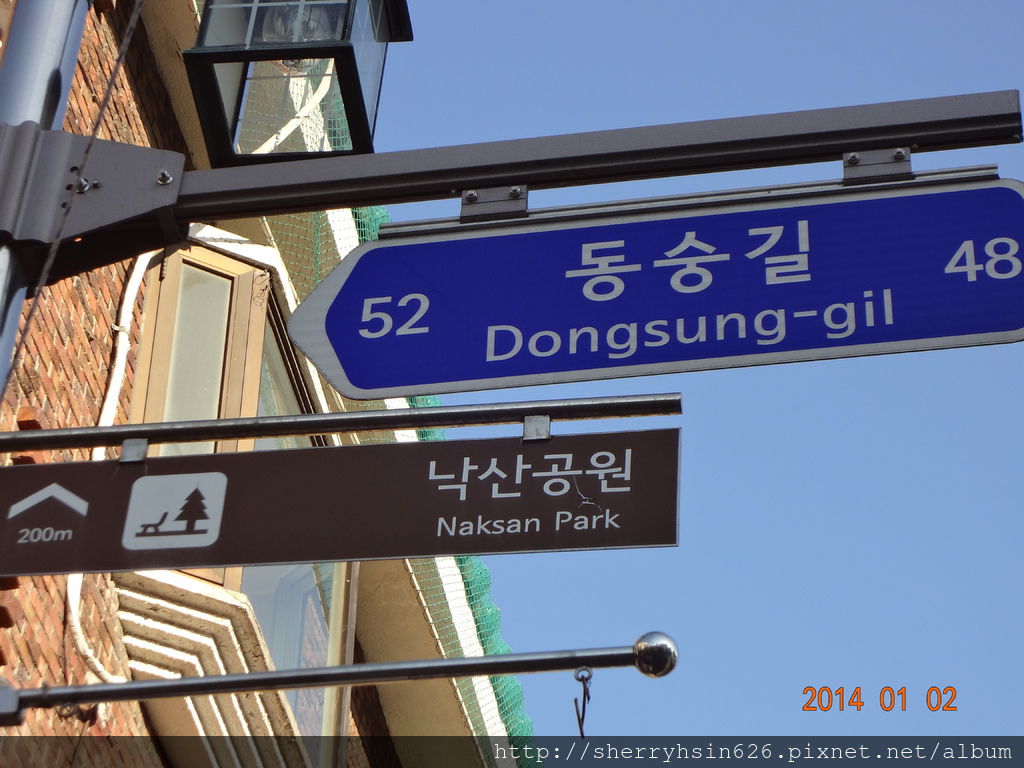 동숭길
52
48
Dongsung-gil
낙산공원
200m
Naksan Park
2014 01 02
http://sherryhsin626.pixnet.net/album